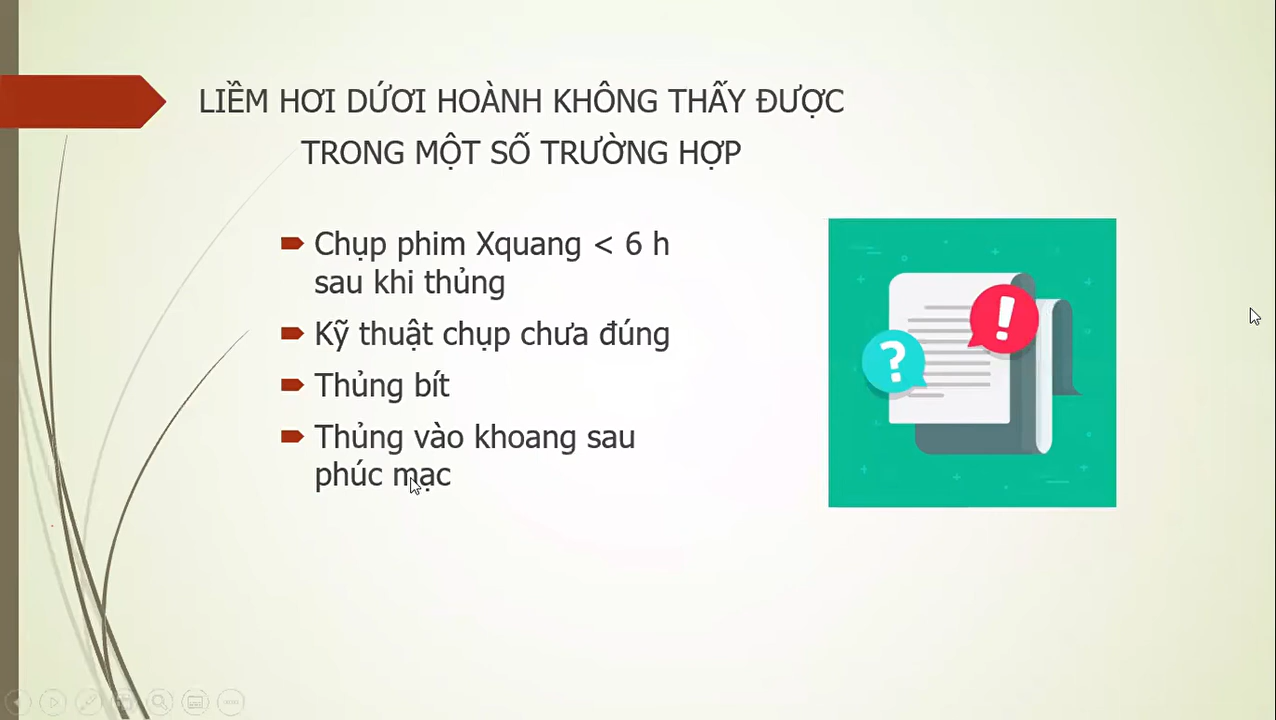 LIỀM HƠI DƯỚI HOÀNH KHÔNG THẤY ĐƯỢC
TRONG MỘT SỐ TRƯỜNG HỢP
Chụp phim Xquang < 6 h
sau khi thủng
Kỹ thuật chụp chưa đúng
Thủng bít
Thủng vào khoang sau
phúc mạc
?
!